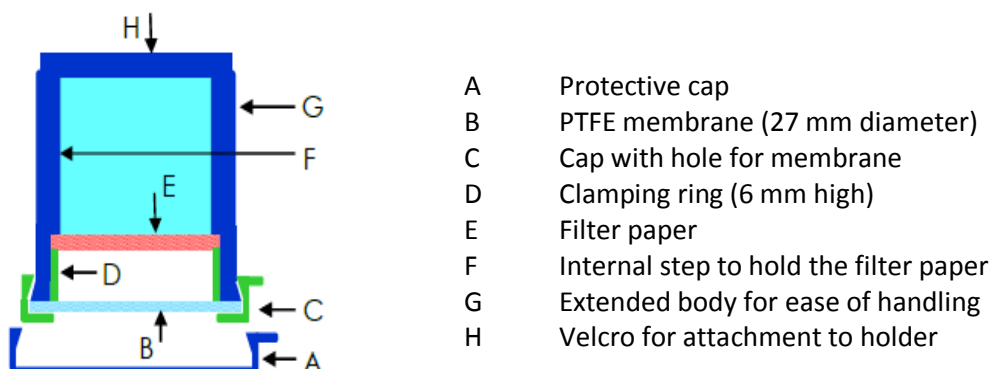 H
G
F
E
D
C
B
A
A Protective cap
B PTFE membrane (27 mm diameter)
C Cap with hole for membrane
D Clamping ring (6 mm high)
E Filter paper
F Internal step to hold the filter paper
G Extended body for ease of handling
H Velcro for attachment to holder